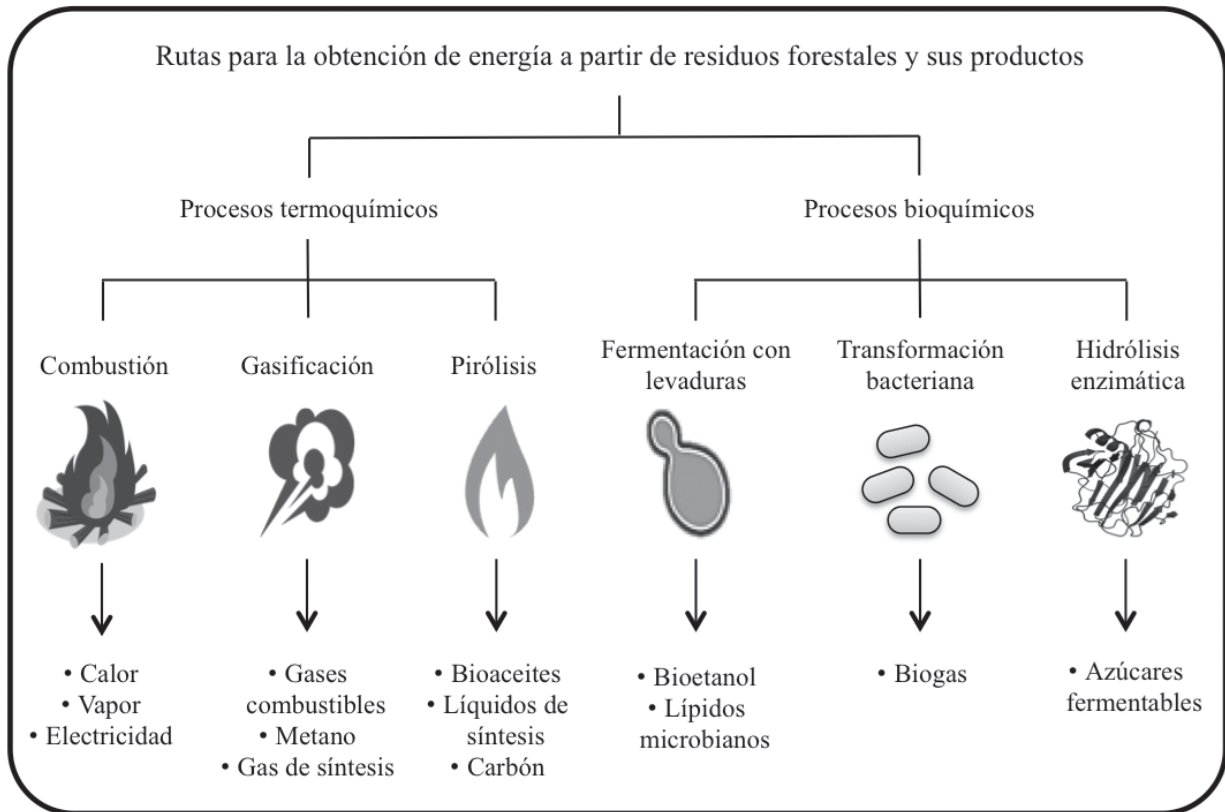 Rutas para la obtención de energía a partir de residuos forestales y sus productos
Procesos termoquímicos
Procesos bioquímicos
Combustión
Gasificación
Pirólisis
Fermentación con
levaduras
Transformación
bacteriana
Hidrólisis
enzimática
• Calor
• Vapor
• Electricidad
• Gases
combustibles
• Metano
• Gas de síntesis
• Bioaceites
• Líquidos de
síntesis
• Carbón
• Bioetanol
• Lípidos
microbianos
• Biogas
• Azúcares
fermentables